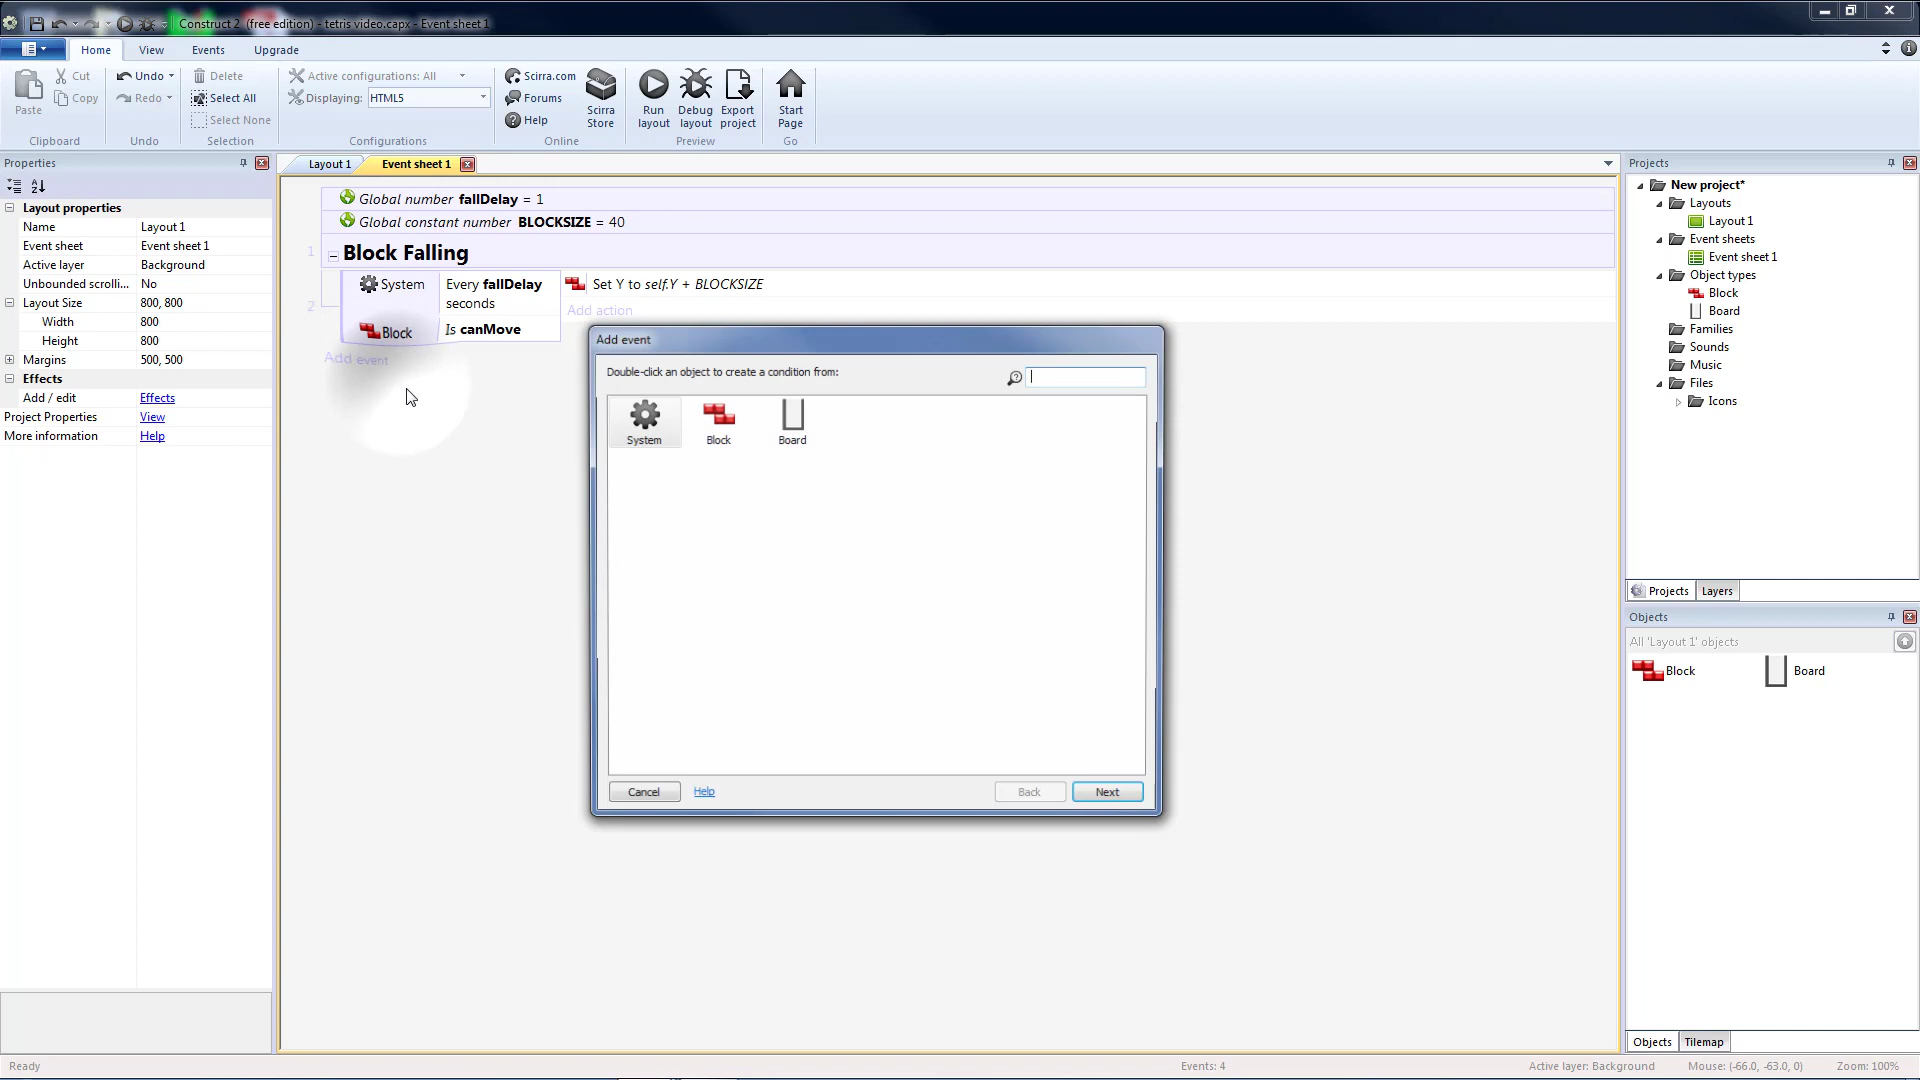 Construct 2 (free edition) - tetris video.capx - Event sheet 1
Home View Events Upgrade
Paste Cut Copy Clipboard
Undo Redo Undo
Delete Select All Select None Selection
Active configurations: All
Displaying: HTML5
Configurations
Scirra.com Forums Help Scirra Store Online
Run layout Debug layout Export project Preview
Start Page Go
Properties
Layout properties
Name Layout 1
Event sheet Event sheet 1
Active layer Background
Unbounded scrolli... No
Layout Size 800, 800
Width 800
Height 800
Margins 500, 500
Effects
Add / edit Effects
Project Properties View
More information Help
Layout 1 Event sheet 1
Global number fallDelay = 1
Global constant number BLOCKSIZE = 40
1 Block Falling
2
System Every fallDelay seconds
Block Is canMove
Set Y to self.Y + BLOCKSIZE
Add action
Add event
Add event
Double-click an object to create a condition from:
System Block Board
Cancel Help Back Next
Projects
New project*
Layouts
Layout 1
Event sheets
Event sheet 1
Object types
Block
Board
Families
Sounds
Music
Files
Icons
Projects Layers
Objects
All 'Layout 1' objects
Block Board
Objects Tilemap
Ready Events: 4 Active layer: Background Mouse: (-66.0, -63.0, 0) Zoom: 100%